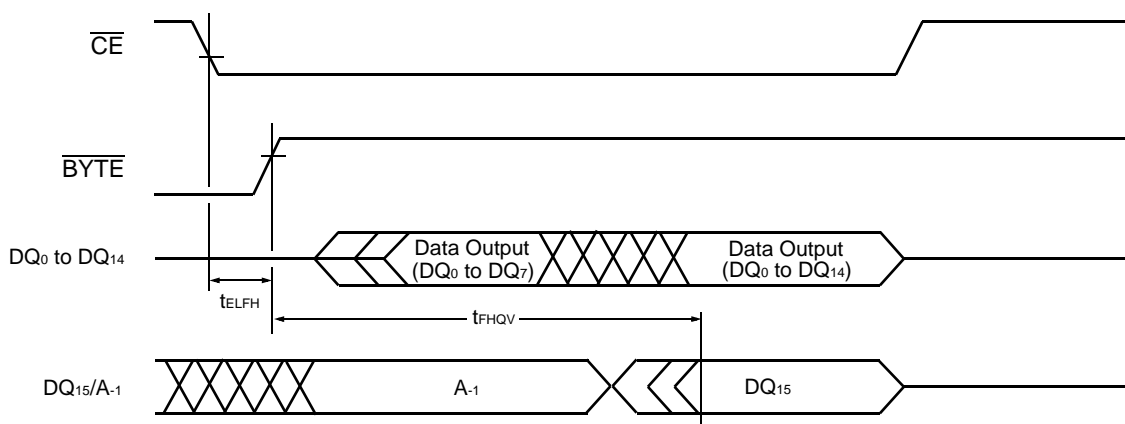 CE
BYTE
DQ0 to DQ14
Data Output
(DQ0 to DQ7)
Data Output
(DQ0 to DQ14)
tELFH
tFHQV
DQ15/A-1
A-1
DQ15